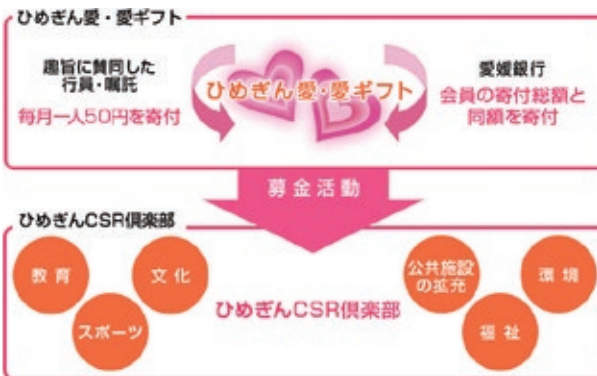 ひめぎん愛・愛ギフト
趣旨に賛同した
行員・嘱託
毎月一人50円を寄付
ひめぎん愛・愛ギフト
愛媛銀行
会員の寄付総額と
同額を寄付
募金活動
ひめぎんCSR倶楽部
教育
文化
スポーツ
ひめぎんCSR倶楽部
公共施設
の拡充
環境
福祉